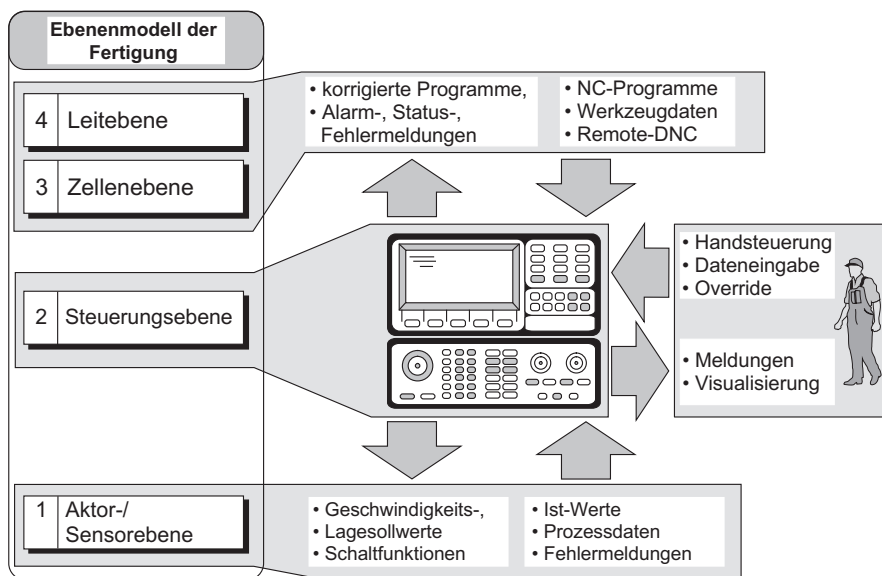 Ebenenmodell der
Fertigung
4 Leitebene
3 Zellenebene
• korrigierte Programme,
• Alarm-, Status-,
Fehlermeldungen
• NC-Programme
• Werkzeugdaten
• Remote-DNC
2 Steuerungsebene
• Handsteuerung
• Dateneingabe
• Override
• Meldungen
• Visualisierung
1 Aktor-/
Sensorebene
• Geschwindigkeits-,
• Lagesollwerte
• Schaltfunktionen
• Ist-Werte
• Prozessdaten
• Fehlermeldungen